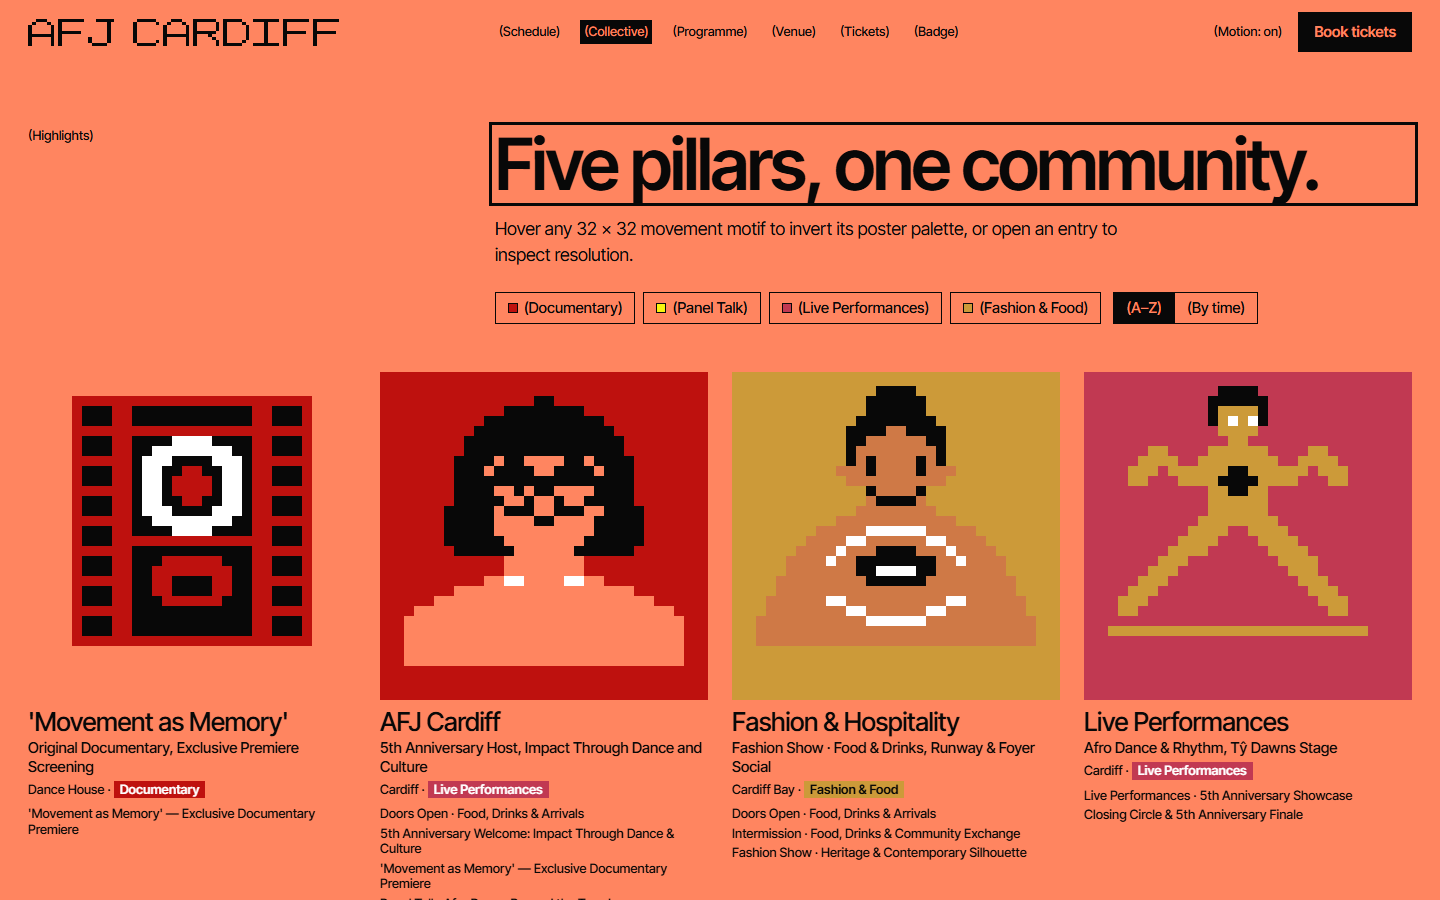 AFJ CARDIFF
(Schedule) (Collective) (Programme) (Venue) (Tickets) (Badge)
(Motion: on) Book tickets
(Highlights)
Five pillars, one community.
Hover any 32 × 32 movement motif to invert its poster palette, or open an entry to
inspect resolution.
(Documentary) (Panel Talk) (Live Performances) (Fashion & Food) (A–Z) (By time)
'Movement as Memory'
Original Documentary, Exclusive Premiere
Screening
Dance House · Documentary
'Movement as Memory' — Exclusive Documentary
Premiere
AFJ Cardiff
5th Anniversary Host, Impact Through Dance and
Culture
Cardiff · Live Performances
Doors Open · Food, Drinks & Arrivals
5th Anniversary Welcome: Impact Through Dance &
Culture
'Movement as Memory' — Exclusive Documentary
Premiere
Fashion & Hospitality
Fashion Show · Food & Drinks, Runway & Foyer
Social
Cardiff Bay · Fashion & Food
Doors Open · Food, Drinks & Arrivals
Intermission · Food, Drinks & Community Exchange
Fashion Show · Heritage & Contemporary Silhouette
Live Performances
Afro Dance & Rhythm, Tŷ Dawns Stage
Cardiff · Live Performances
Live Performances · 5th Anniversary Showcase
Closing Circle & 5th Anniversary Finale